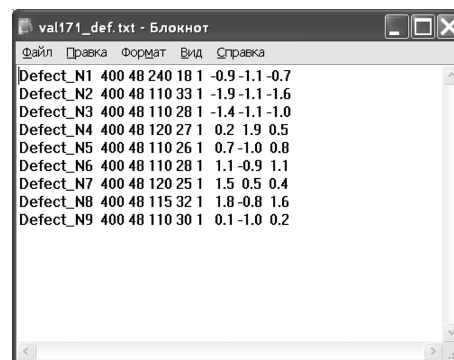 val171_def.txt - Блокнот
Файл Правка Формат Вид Справка
Defect_N1 400 48 240 18 1 -0.9 -1.1 -0.7
Defect_N2 400 48 110 33 1 -1.9 -1.1 -1.6
Defect_N3 400 48 110 28 1 -1.4 -1.1 -1.0
Defect_N4 400 48 120 27 1 0.2 1.9 0.5
Defect_N5 400 48 110 26 1 0.7 -1.0 0.8
Defect_N6 400 48 110 28 1 1.1 -0.9 1.1
Defect_N7 400 48 120 25 1 1.5 0.5 0.4
Defect_N8 400 48 115 32 1 1.8 -0.8 1.6
Defect_N9 400 48 110 30 1 0.1 -1.0 0.2